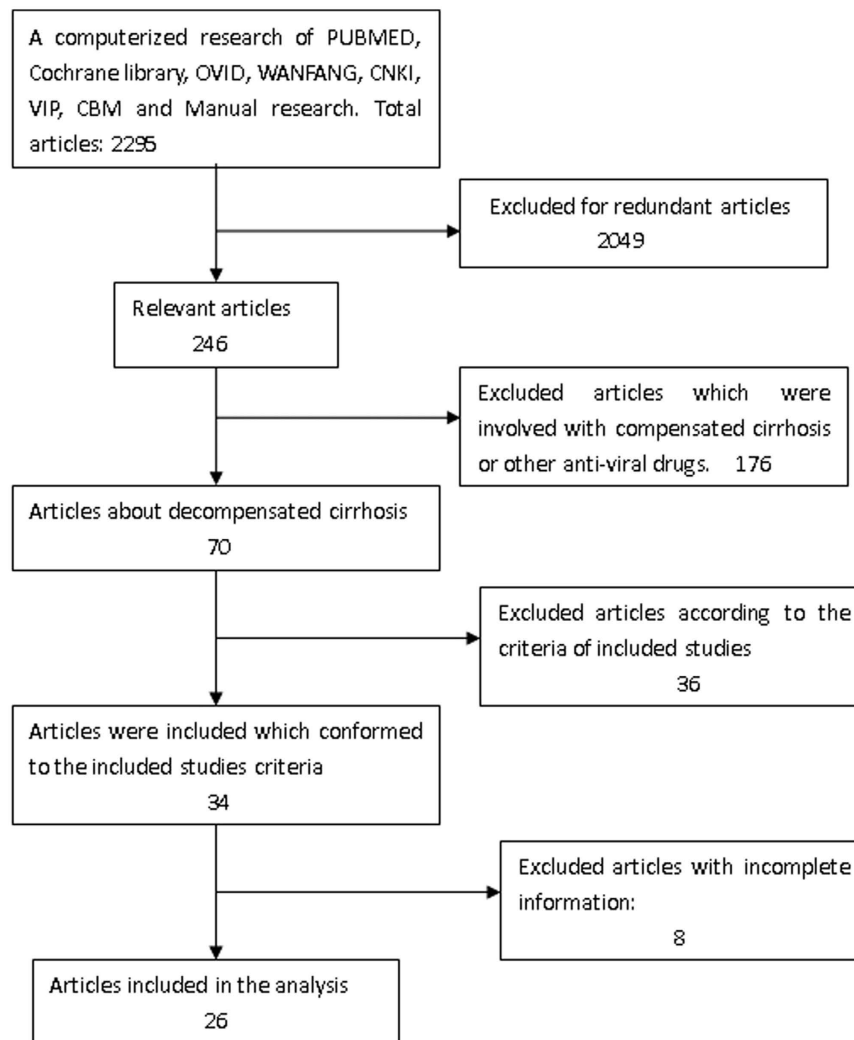 A computerized research of PUBMED,
Cochrane library, OVID, WANFANG, CNKI,
VIP, CBM and Manual research. Total
articles: 2295
Excluded for redundant articles
2049
Relevant articles
246
Excluded articles which were
involved with compensated cirrhosis
or other anti-viral drugs. 176
Articles about decompensated cirrhosis
70
Excluded articles according to the
criteria of included studies
36
Articles were included which conformed
to the included studies criteria
34
Excluded articles with incomplete
information:
8
Articles included in the analysis
26